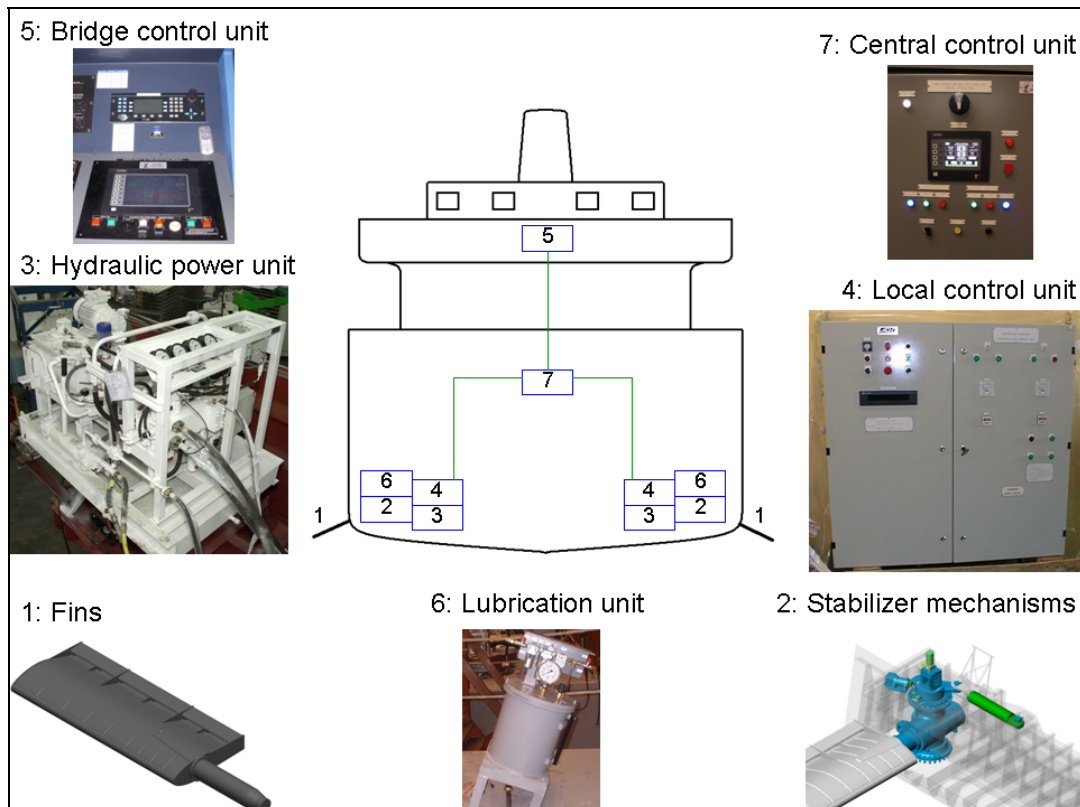 5: Bridge control unit
7: Central control unit
5
3: Hydraulic power unit
4: Local control unit
7
6
4
2
3
6
4
2
3
1
1
1: Fins
6: Lubrication unit
2: Stabilizer mechanisms